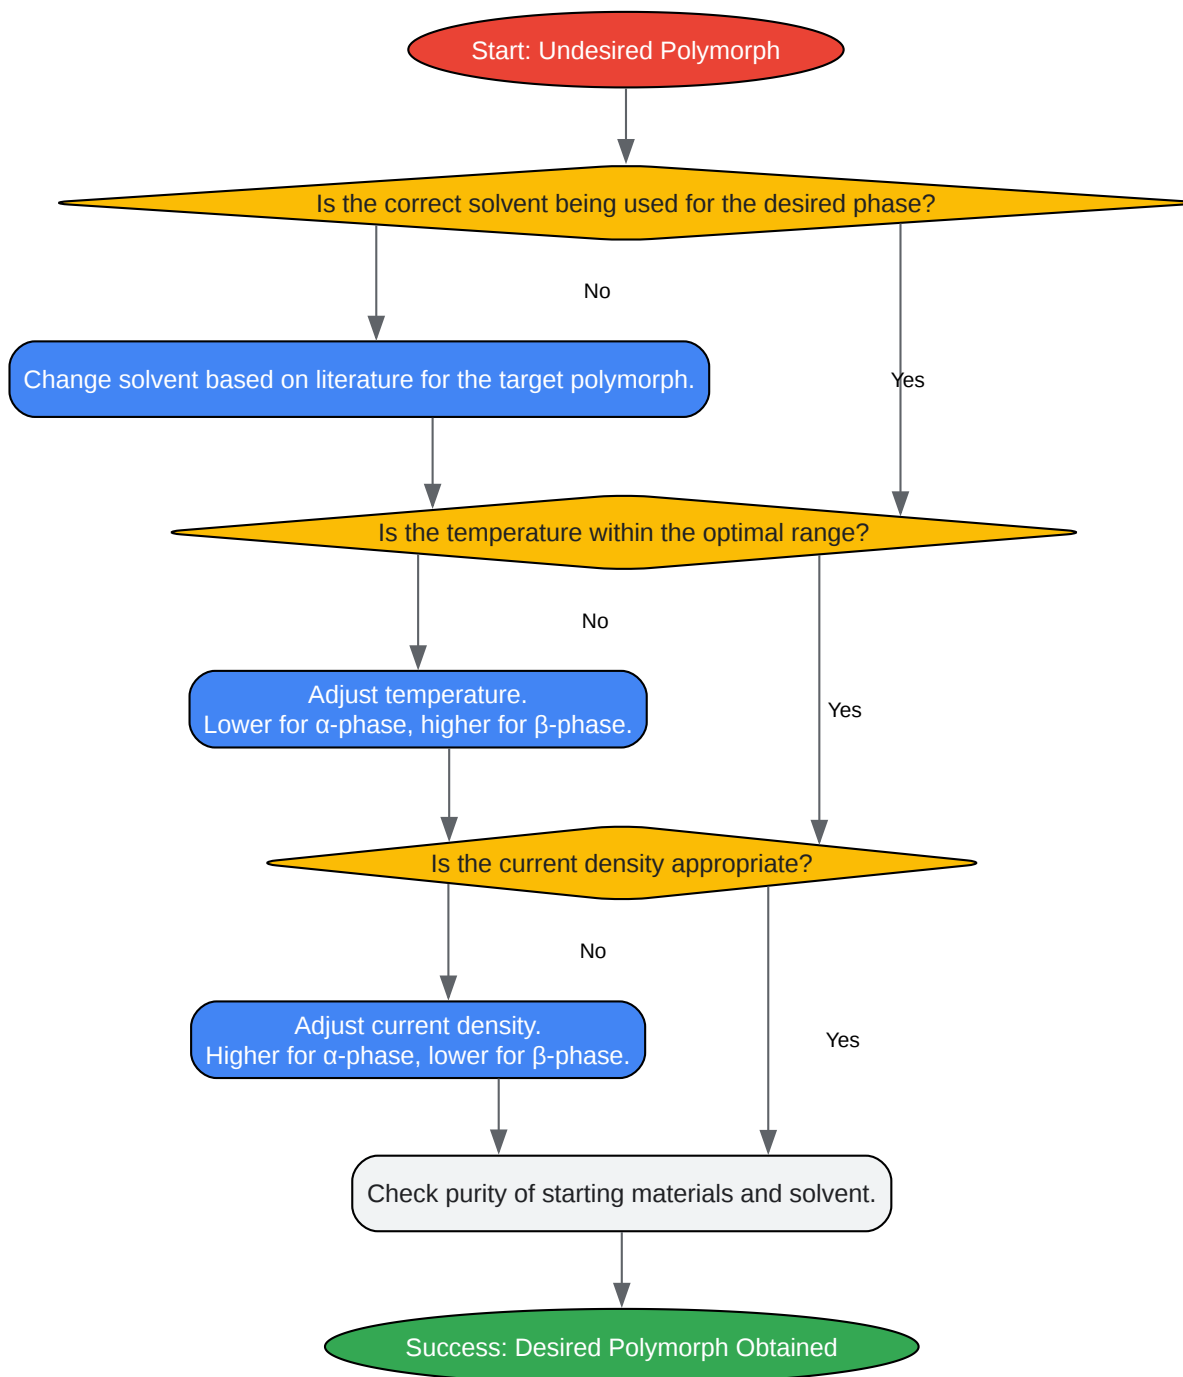 Start: Undesired Polymorph
Is the correct solvent being used for the desired phase?
No
Change solvent based on literature for the target polymorph.
Yes
Is the temperature within the optimal range?
No
Adjust temperature.
Lower for α-phase, higher for β-phase.
Yes
Is the current density appropriate?
No
Adjust current density.
Higher for α-phase, lower for β-phase.
Yes
Check purity of starting materials and solvent.
Success: Desired Polymorph Obtained